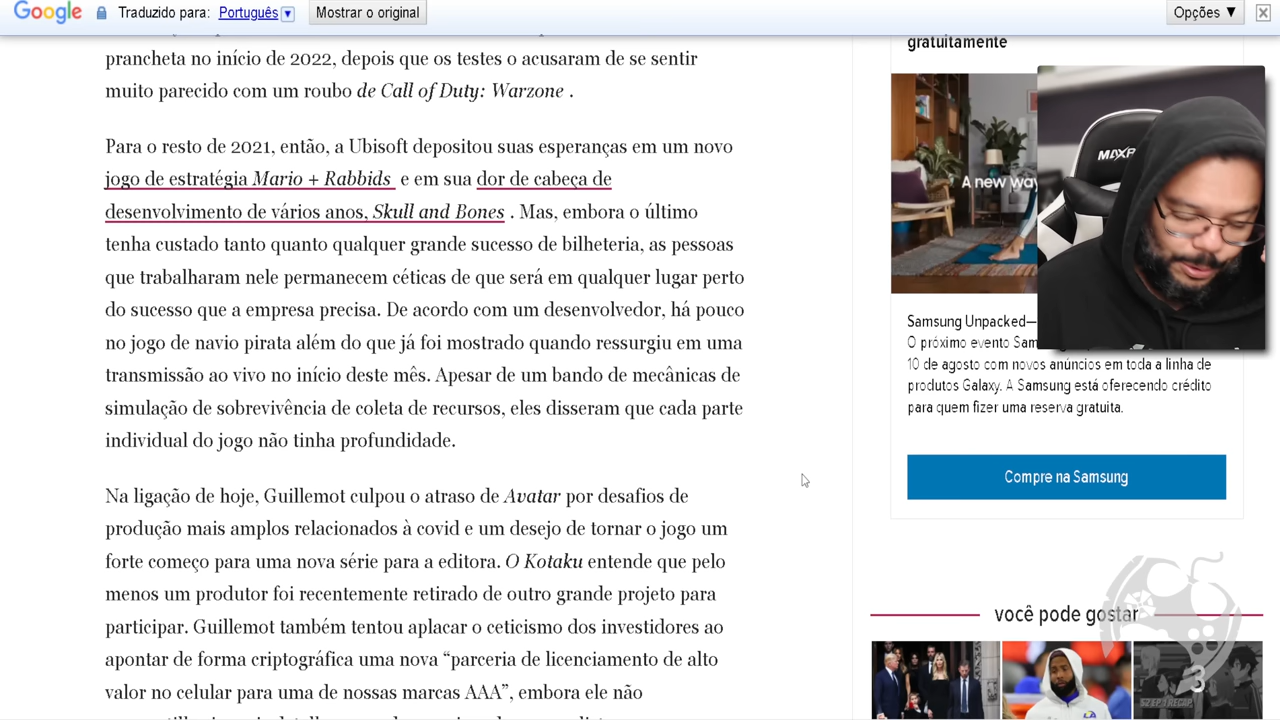 Google Traduzido para: Português Mostrar o original Opções ▼
prancheta no início de 2022, depois que os testes o acusaram de se sentir
muito parecido com um roubo de Call of Duty: Warzone .
Para o resto de 2021, então, a Ubisoft depositou suas esperanças em um novo
jogo de estratégia Mario + Rabbids e em sua dor de cabeça de
desenvolvimento de vários anos, Skull and Bones . Mas, embora o último
tenha custado tanto quanto qualquer grande sucesso de bilheteria, as pessoas
que trabalharam nele permanecem céticas de que será em qualquer lugar perto
do sucesso que a empresa precisa. De acordo com um desenvolvedor, há pouco
no jogo de navio pirata além do que já foi mostrado quando ressurgiu em uma
transmissão ao vivo no início deste mês. Apesar de um bando de mecânicas de
simulação de sobrevivência de coleta de recursos, eles disseram que cada parte
individual do jogo não tinha profundidade.
Na ligação de hoje, Guillemot culpou o atraso de Avatar por desafios de
produção mais amplos relacionados à covid e um desejo de tornar o jogo um
forte começo para uma nova série para a editora. O Kotaku entende que pelo
menos um produtor foi recentemente retirado de outro grande projeto para
participar. Guillemot também tentou aplacar o ceticismo dos investidores ao
apontar de forma criptográfica uma nova “parceria de licenciamento de alto
valor no celular para uma de nossas marcas AAA”, embora ele não
gratuitamente
A new way
MAXR
Samsung Unpacked—
O próximo evento Sam
10 de agosto com novos anúncios em toda a linha de
produtos Galaxy. A Samsung está oferecendo crédito
para quem fizer uma reserva gratuita.
Compre na Samsung
você pode gostar
3